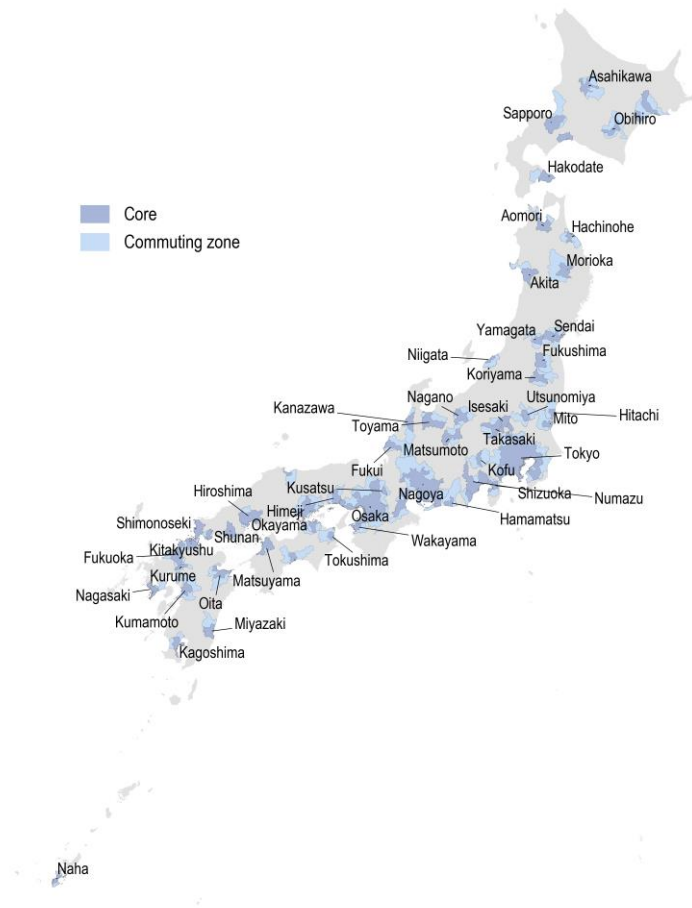 Asahikawa
Sapporo
Obihiro
Hakodate
Core
Aomori
Commuting zone
Hachinohe
Morioka
Akita
Yamagata
Sendai
Niigata
Fukushima
Koriyama
Nagano
Isesaki
Utsunomiya
Kanazawa
Mito
Hitachi
Toyama
Takasaki
Matsumoto
Tokyo
Fukui
Kofu
Kusatsu
Hiroshima
Nagoya
Shizuoka
Numazu
Himeji
Shimonoseki
Okayama
Osaka
Hamamatsu
Shunan
Wakayama
Kitakyushu
Fukuoka
Tokushima
Kurume
Matsuyama
Nagasaki
Oita
Kumamoto
Miyazaki
Kagoshima
Naha